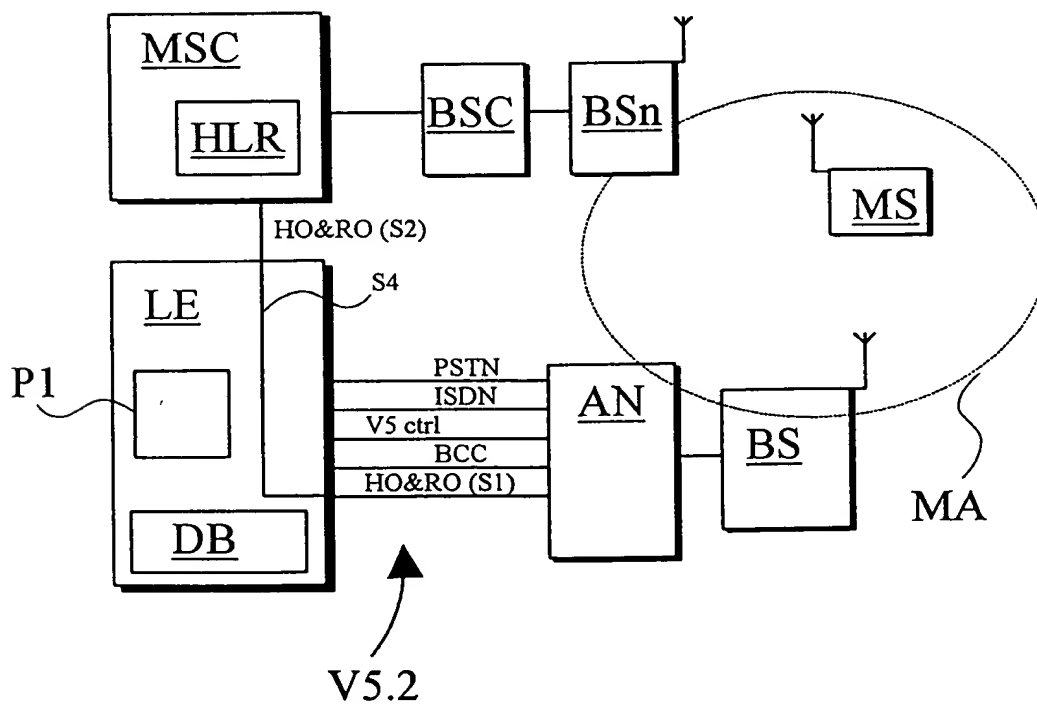 MSC
HLR
BSC
BSn
MS
HO&RO (S2)
S4
LE
P1
PSTN
ISDN
V5 ctrl
BCC
HO&RO (S1)
AN
BS
MA
DB
V5.2